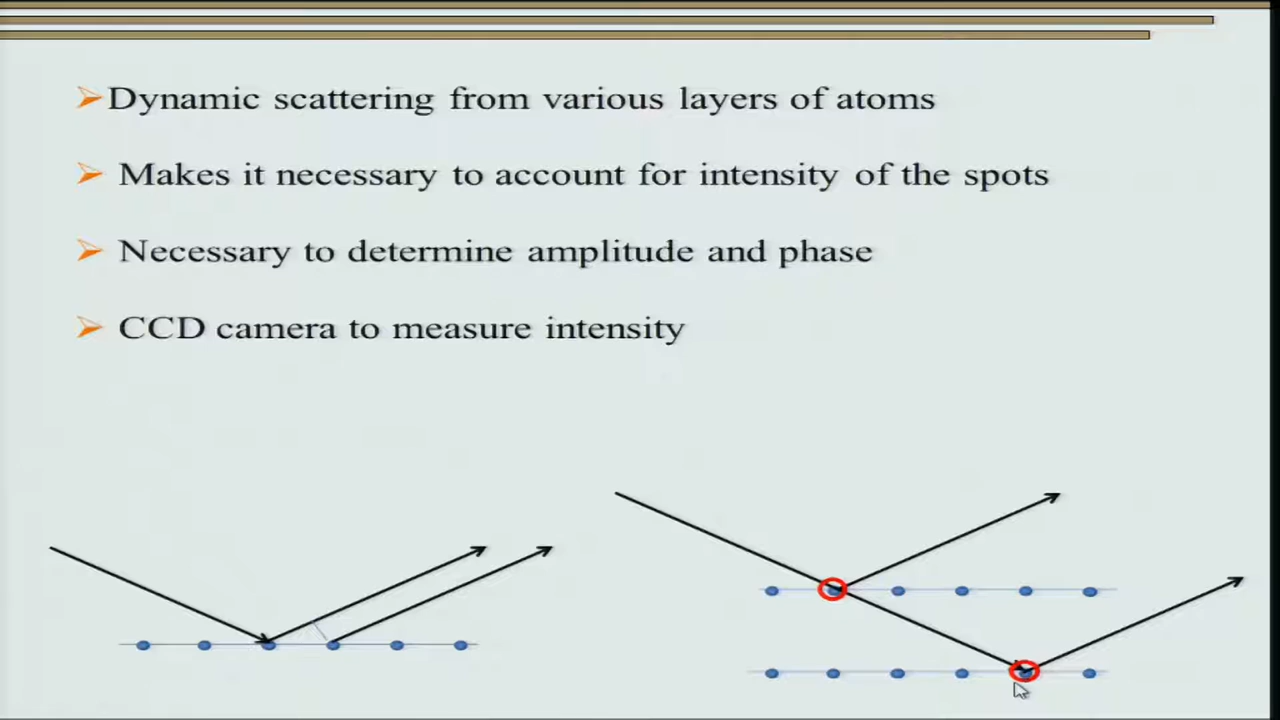 Dynamic scattering from various layers of atoms
Makes it necessary to account for intensity of the spots
Necessary to determine amplitude and phase
CCD camera to measure intensity